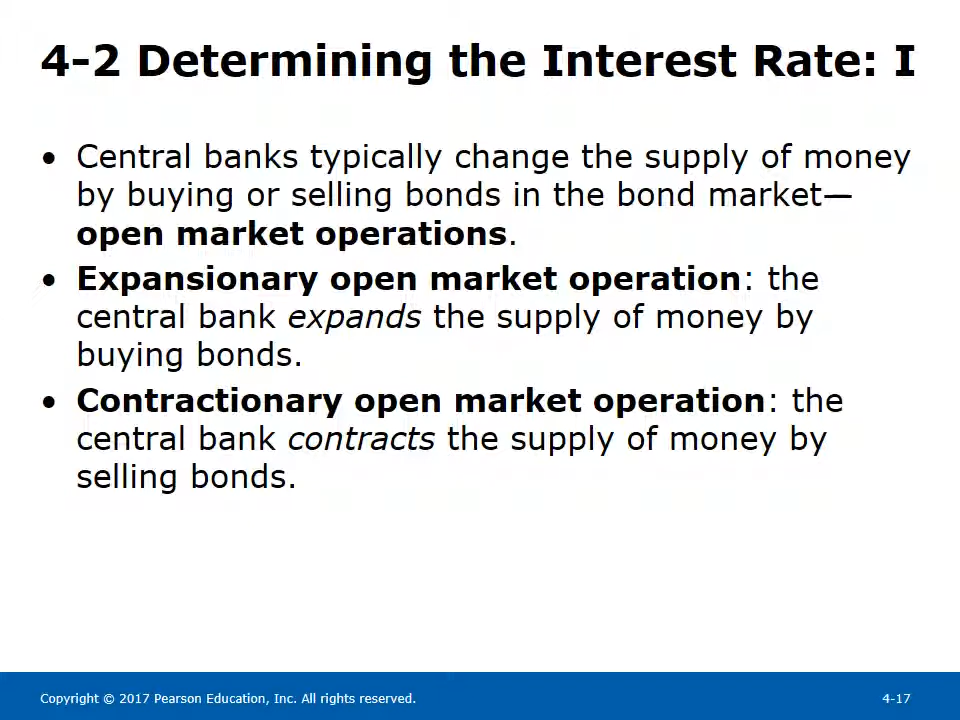 4-2 Determining the Interest Rate: I
• Central banks typically change the supply of money
by buying or selling bonds in the bond market—
open market operations.
• Expansionary open market operation: the
central bank expands the supply of money by
buying bonds.
• Contractionary open market operation: the
central bank contracts the supply of money by
selling bonds.
Copyright © 2017 Pearson Education, Inc. All rights reserved.
4-17